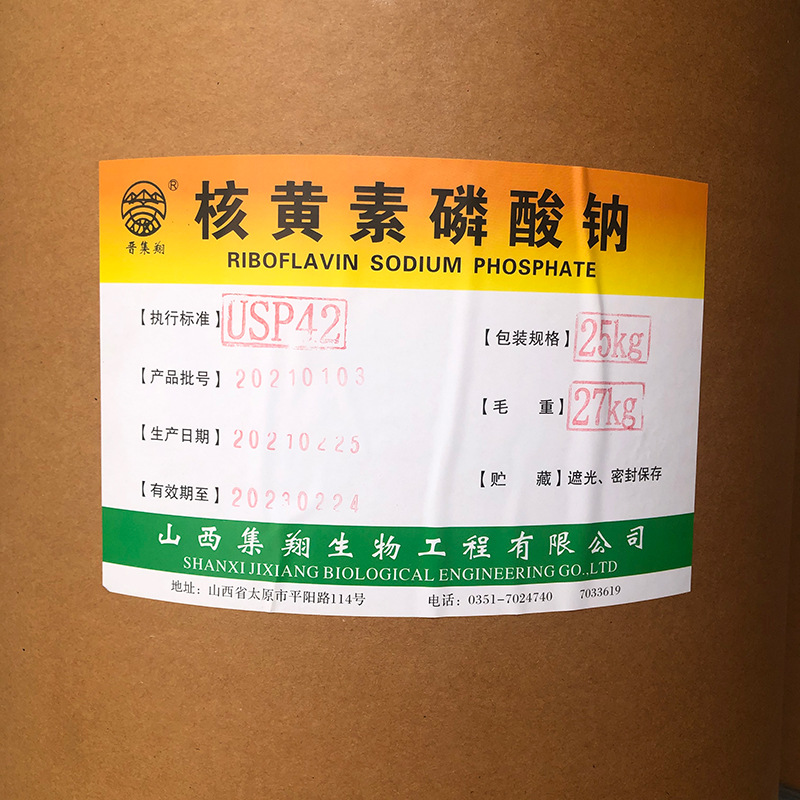 ®
晋集翔
核黄素磷酸钠
RIBOFLAVIN SODIUM PHOSPHATE
【执行标准】USP42
【产品批号】20210103
【生产日期】20210225
【有效期至】20230224
【包装规格】25kg
【毛 重】27kg
【贮 藏】遮光、密封保存
山西集翔生物工程有限公司
SHANXI JIXIANG BIOLOGICAL ENGINEERING GO.,LTD
地址：山西省太原市平阳路114号 电话：0351-7024740 7033619